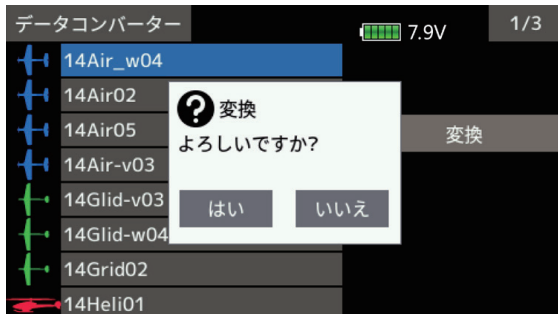 データコンバーター
7.9V
1/3
14Air_w04
14Air02
14Air05
14Air-v03
14Glid-v03
14Glid-w04
14Grid02
14Heli01
変換
?変換
よろしいですか?
はい
いいえ